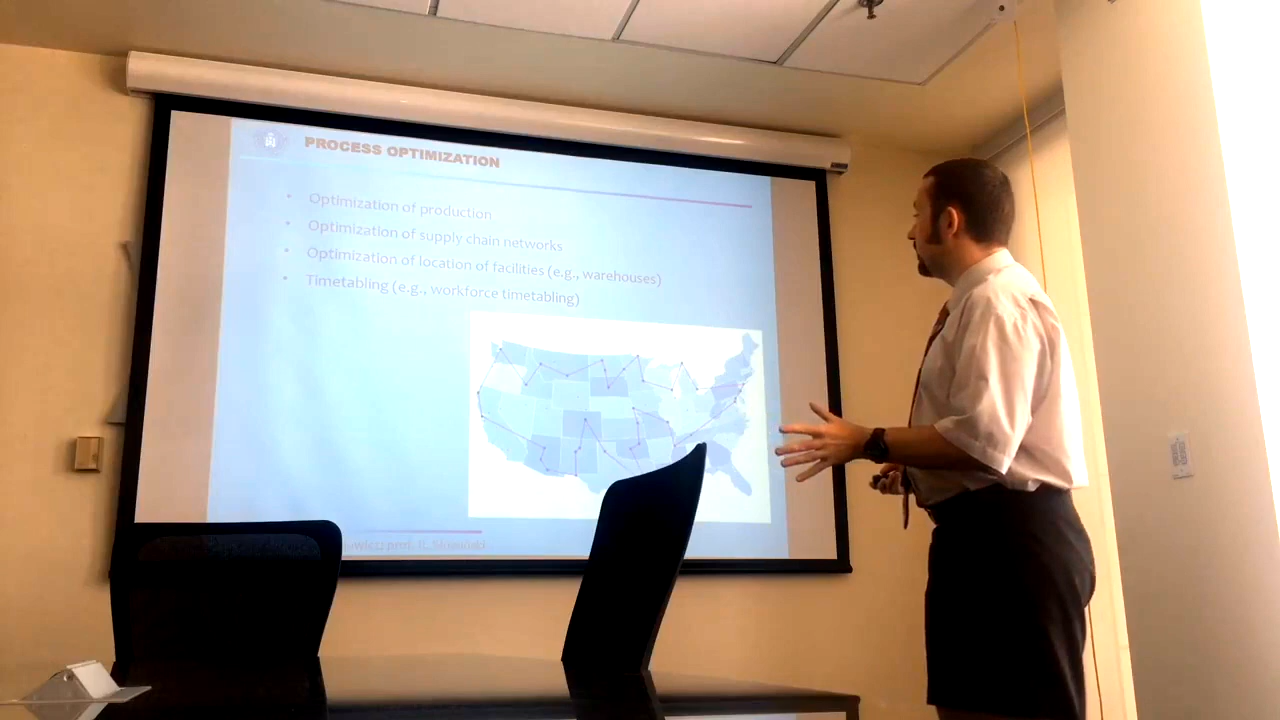 PROCESS OPTIMIZATION
• Optimization of production
• Optimization of supply chain networks
• Optimization of location of facilities (e.g., warehouses)
• Timetabling (e.g., workforce timetabling)
prof.